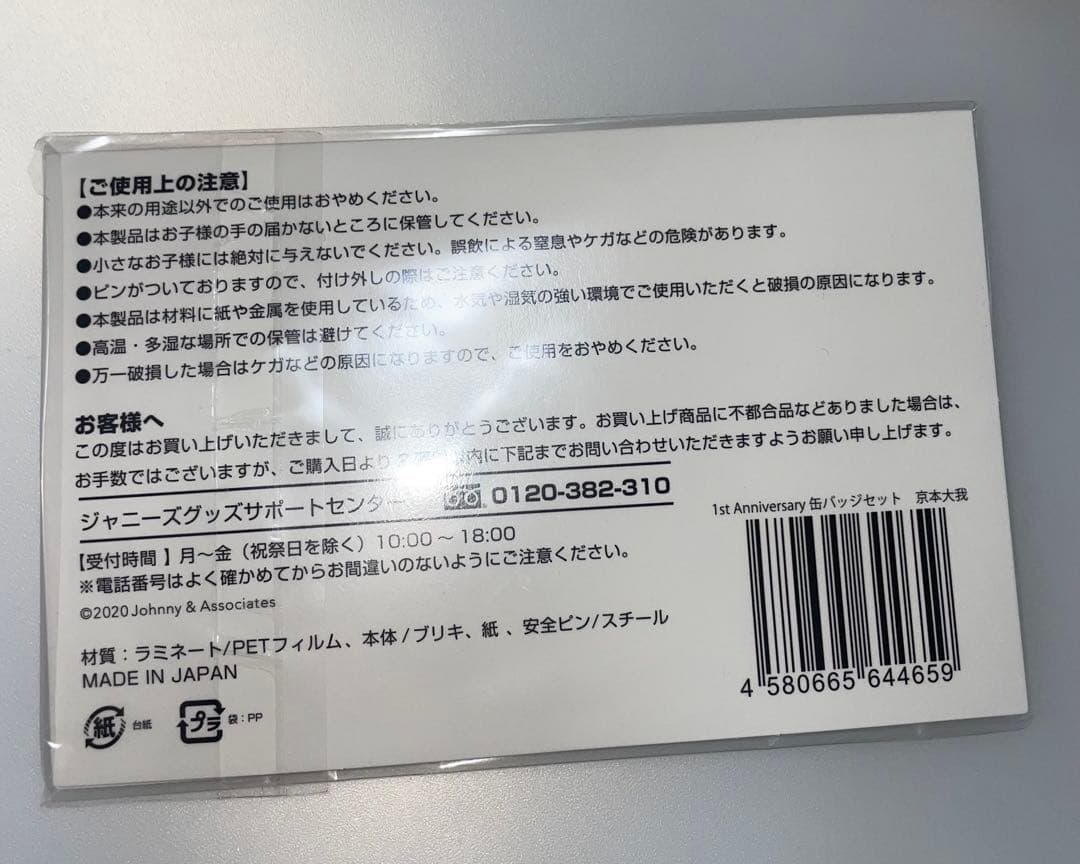 【ご使用上の注意】
●本来の用途以外でのご使用はおやめください。
●本製品はお子様の手の届かないところに保管してください。
●小さなお子様には絶対に与えないでください。誤飲による窒息やケガなどの危険があります。
●ピンがついておりますので、付け外しの際はご注意ください。
●本製品は材料に紙や金属を使用しているため、水気や湿気の強い環境でご使用いただくと破損の原因になります。
●高温・多湿な場所での保管は避けてください。
●万一破損した場合はケガなどの原因になりますので、ご使用をおやめください。
お客様へ
この度はお買い上げいただきまして、誠にありがとうございます。お買い上げ商品に不都合品などありました場合は、
お手数ではございますが、ご購入日より 内に下記までお問い合わせいただきますようお願い申し上げます。
ジャニーズグッズサポートセンター 0120-382-310
【受付時間 】月〜金（祝祭日を除く）10:00 〜 18:00
※電話番号はよく確かめてからお間違いのないようにご注意ください。
©2020 Johnny & Associates
材質：ラミネート/PETフィルム、本体 / ブリキ、紙 、安全ピン/スチール
MADE IN JAPAN
紙 台紙 プラ 袋：PP
1st Anniversary 缶バッジセット 京本大我
4 580665 644659